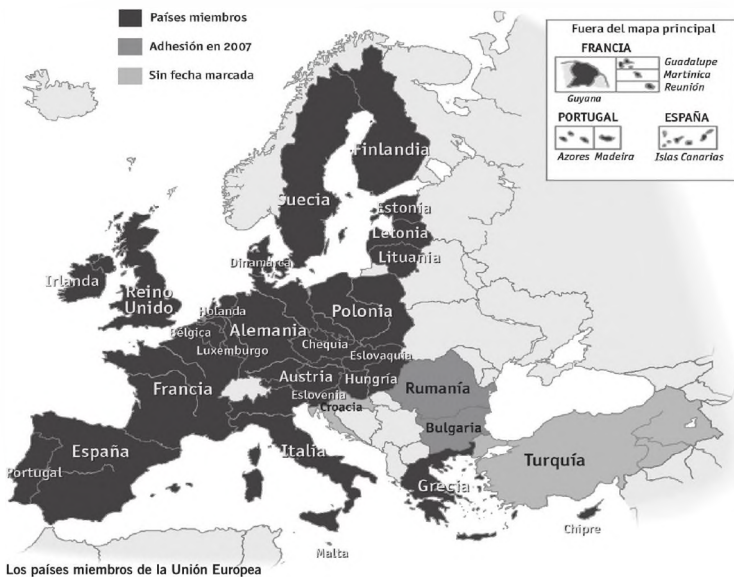 Países miembros
Adhesión en 2007
Sin fecha marcada
Fuera del mapa principal
FRANCIA
Guadalupe
Martinica
Reunión
Guyana
PORTUGAL
ESPAÑA
Azores
Madeira
Islas Canarias
Finlandia
Suecia
Estonia
Letonia
Lituania
Dinamarca
Irlanda
Reino
Unido
Holanda
Polonia
Bélgica
Alemania
Chequia
Luxemburgo
Eslovaquia
Austria
Hungría
Francia
Rumanía
Eslovenia
Croacia
Bulgaria
España
Italia
Turquía
Portugal
Grecia
Chipre
Malta
Los países miembros de la Unión Europea